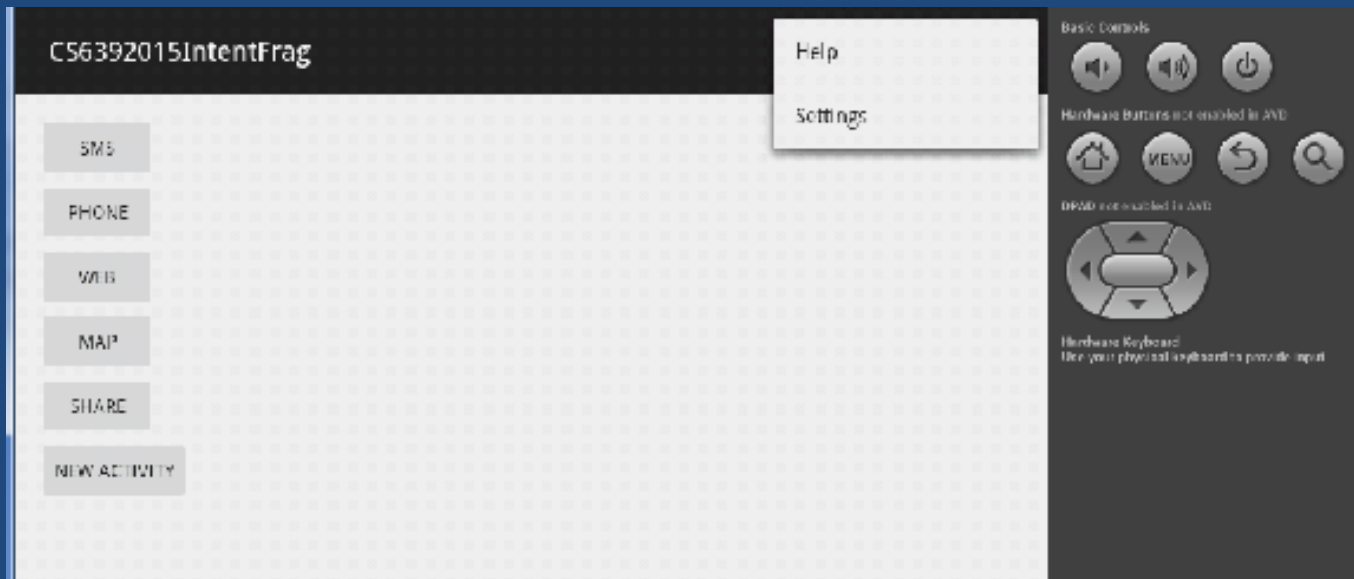 CS6392015IntentFrag
Help
Settings
SMS
PHONE
WEB
MAP
SHARE
NEW ACTIVITY
Basic Controls
Hardware Buttons not enabled in AVD
MENU
DPAD not enabled in AVD
Hardware Keyboard
Use your physical keyboard to provide input